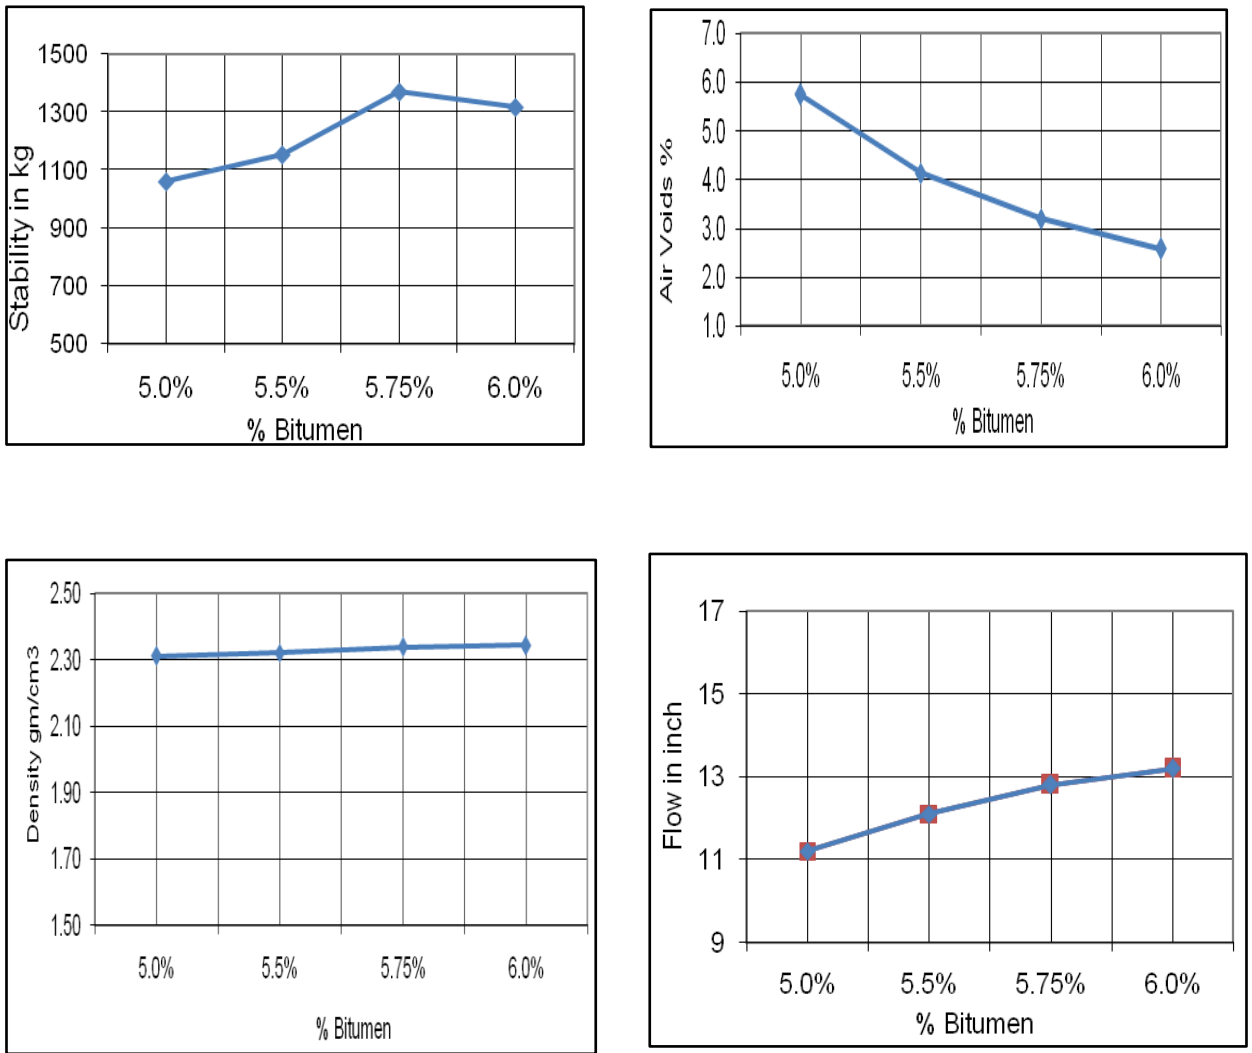 Stability in kg
1500
1300
1100
900
700
500
5.0% 5.5% 5.75% 6.0%
% Bitumen
Air Voids %
7.0
6.0
5.0
4.0
3.0
2.0
1.0
5.0% 5.5% 5.75% 6.0%
% Bitumen
Density gm/cm3
2.50
2.30
2.10
1.90
1.70
1.50
5.0% 5.5% 5.75% 6.0%
% Bitumen
Flow in inch
17
15
13
11
9
5.0% 5.5% 5.75% 6.0%
% Bitumen